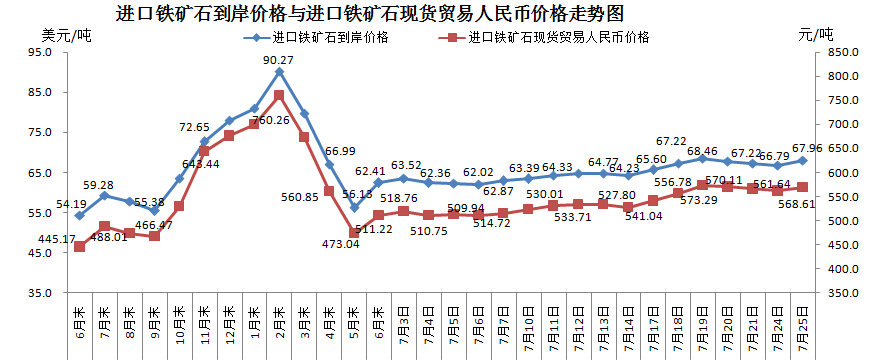 进口铁矿石到岸价格与进口铁矿石现货贸易人民币价格走势图
美元/吨
元/吨
进口铁矿石到岸价格
进口铁矿石现货贸易人民币价格
95.0
85.0
75.0
65.0
55.0
45.0
35.0
850.0
800.0
750.0
700.0
650.0
600.0
550.0
500.0
450.0
400.0
350.0
54.19
59.28
55.38
72.65
90.27
66.99
56.13
62.41
63.52
62.36
62.02
62.87
63.39
64.33
64.77
64.23
65.60
67.22
68.46
67.22
66.79
67.96
445.17
488.01
466.47
643.44
760.26
560.85
473.04
511.22
518.76
510.75
509.94
514.72
530.01
533.71
527.80
541.04
556.78
573.29
570.11
561.64
568.61
6月末
7月末
8月末
9月末
10月末
11月末
12月末
1月末
2月末
3月末
4月末
5月末
6月末
7月3日
7月4日
7月5日
7月6日
7月7日
7月10日
7月11日
7月12日
7月13日
7月14日
7月17日
7月18日
7月19日
7月20日
7月21日
7月24日
7月25日